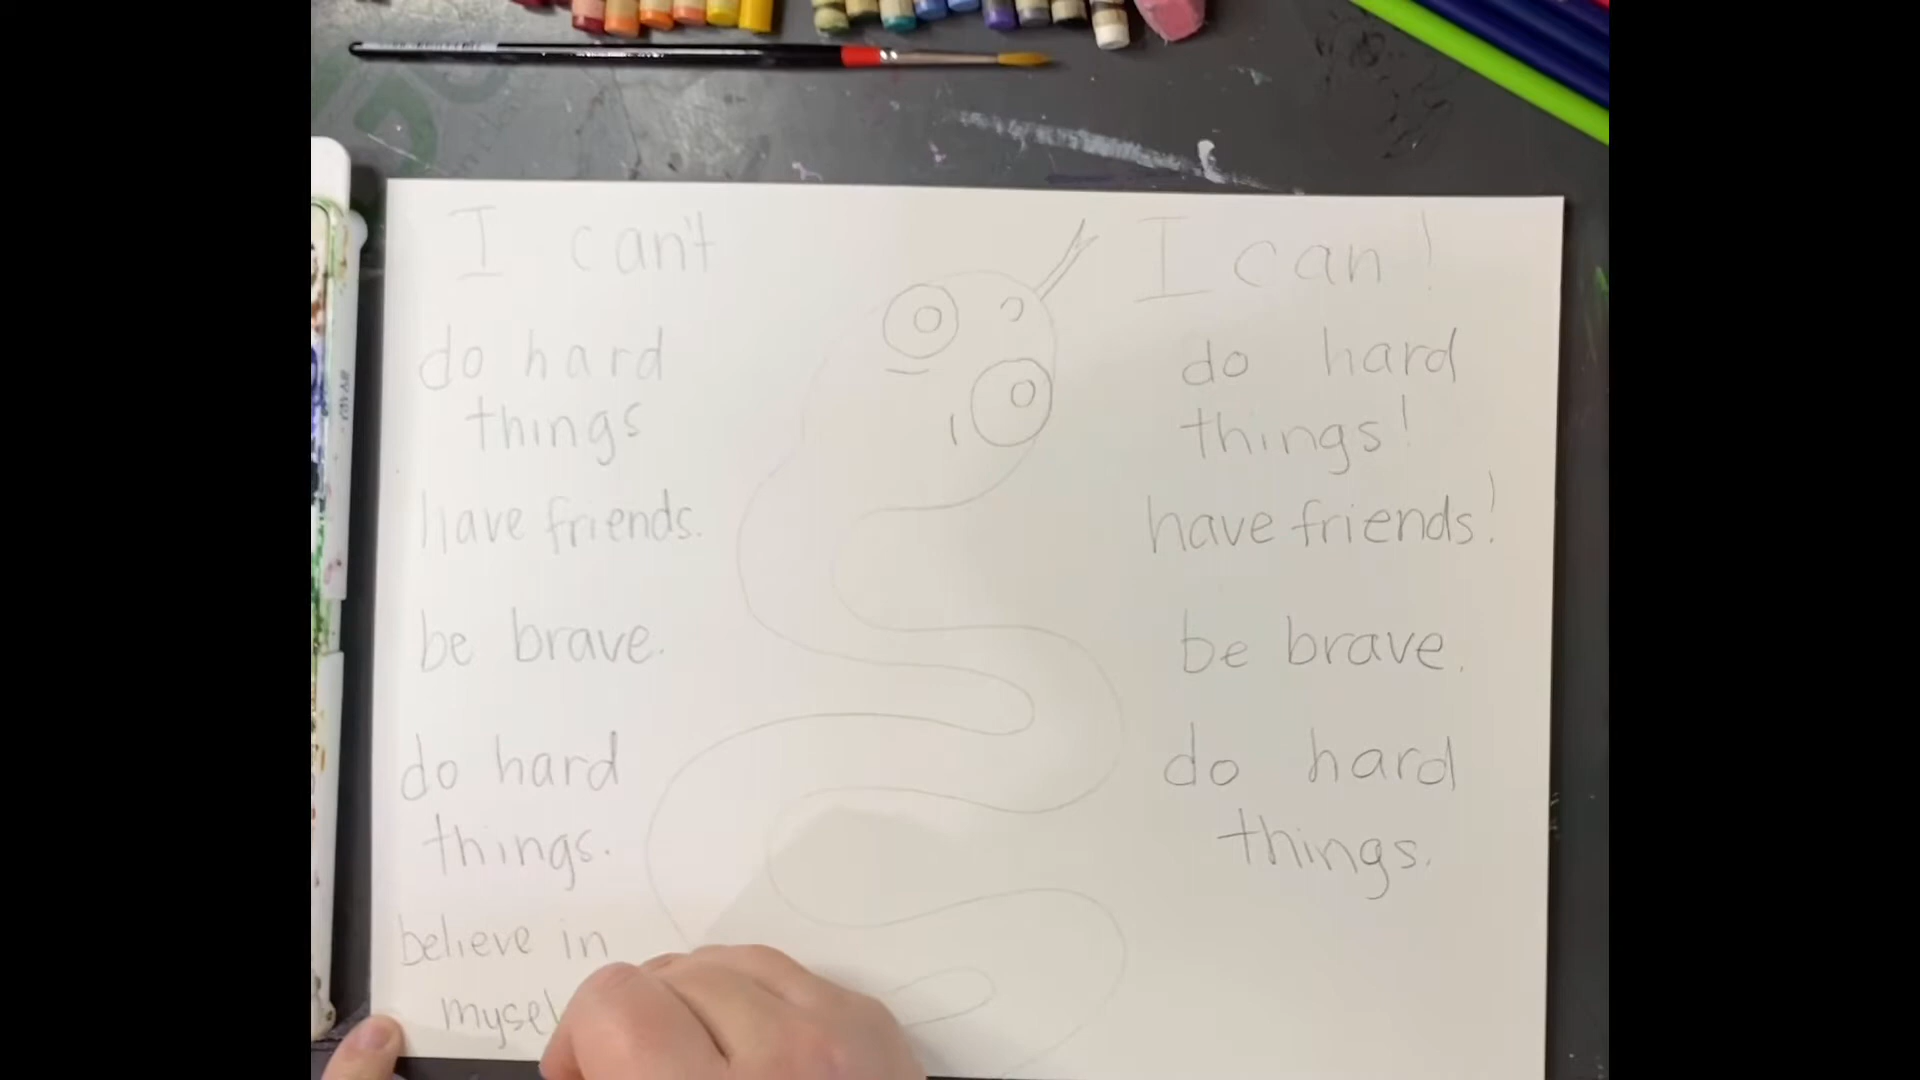 I can't
do hard
things
have friends.
be brave.
do hard
things.
believe in
I can!
do hard
things!
have friends!
be brave.
do hard
things.